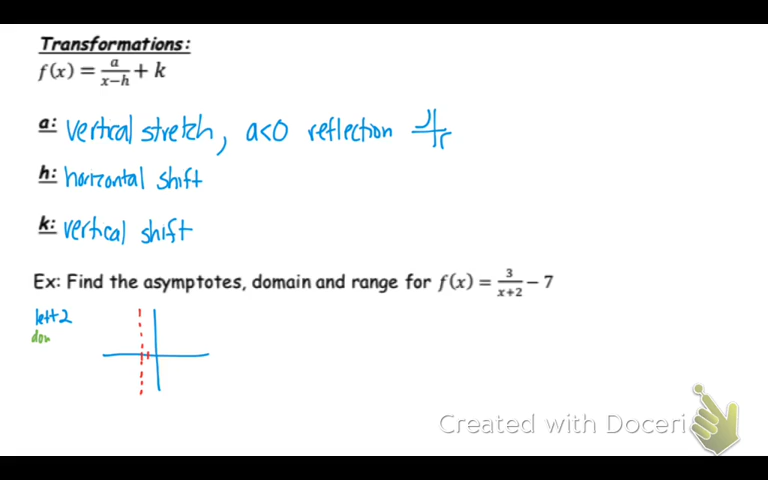 Transformations:
f(x) = a/(x−h) + k
a: vertical stretch, a<0 reflection
h: horizontal shift
k: vertical shift
Ex: Find the asymptotes, domain and range for f(x) = 3/(x+2) − 7
left 2
dow
Created with Doceri